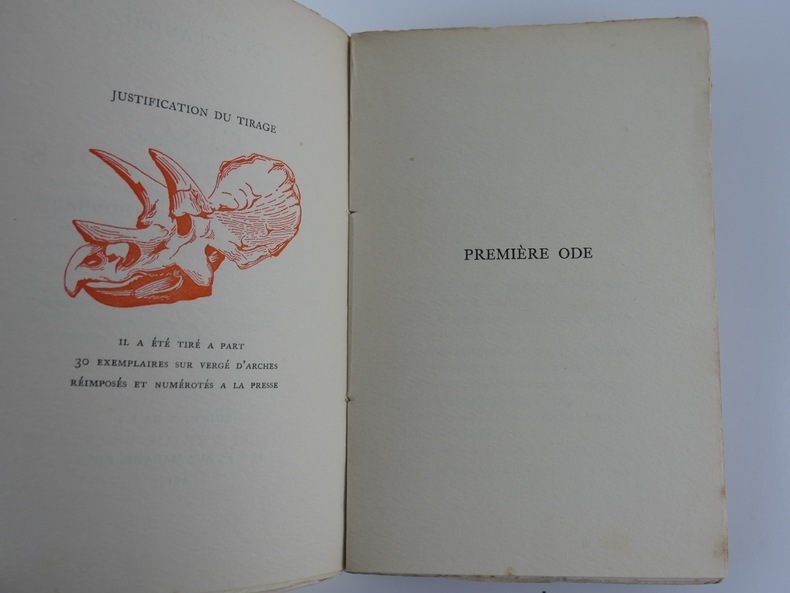 JUSTIFICATION DU TIRAGE
IL A ÉTÉ TIRÉ A PART
30 EXEMPLAIRES SUR VERGÉ D'ARCHES
RÉIMPOSÉS ET NUMÉROTÉS A LA PRESSE
PREMIÈRE ODE